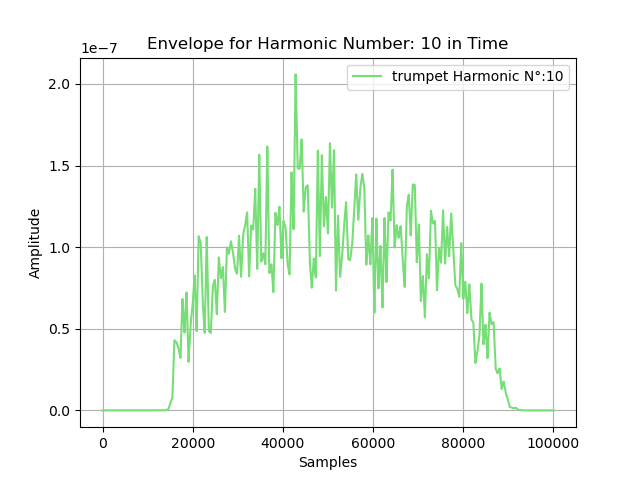 Envelope for Harmonic Number: 10 in Time
1e−7
trumpet Harmonic N°:10
2.0
1.5
1.0
0.5
0.0
Amplitude
0 20000 40000 60000 80000 100000
Samples